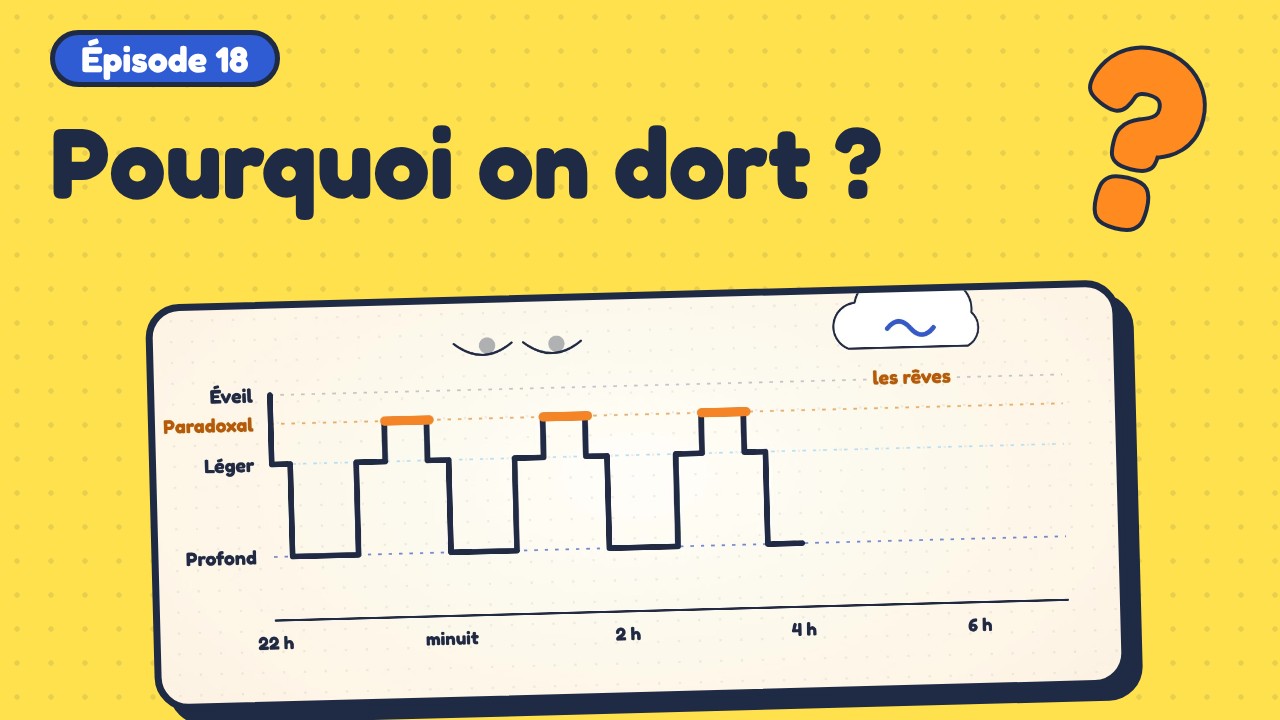 Épisode 18
Pourquoi on dort ?
les rêves
Éveil
Paradoxal
Léger
Profond
22 h
minuit
2 h
4 h
6 h